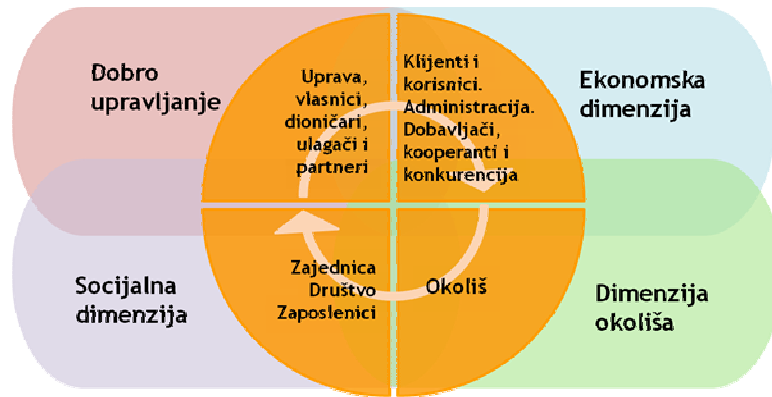 Dobro
upravljanje
Uprava,
vlasnici,
dioničari,
ulagači i
partneri
Klijenti i
korisnici.
Administracija.
Dobavljači,
kooperanti i
konkurencija
Ekonomska
dimenzija
Socijalna
dimenzija
Zajednica
Društvo
Zaposlenici
Okoliš
Dimenzija
okoliša